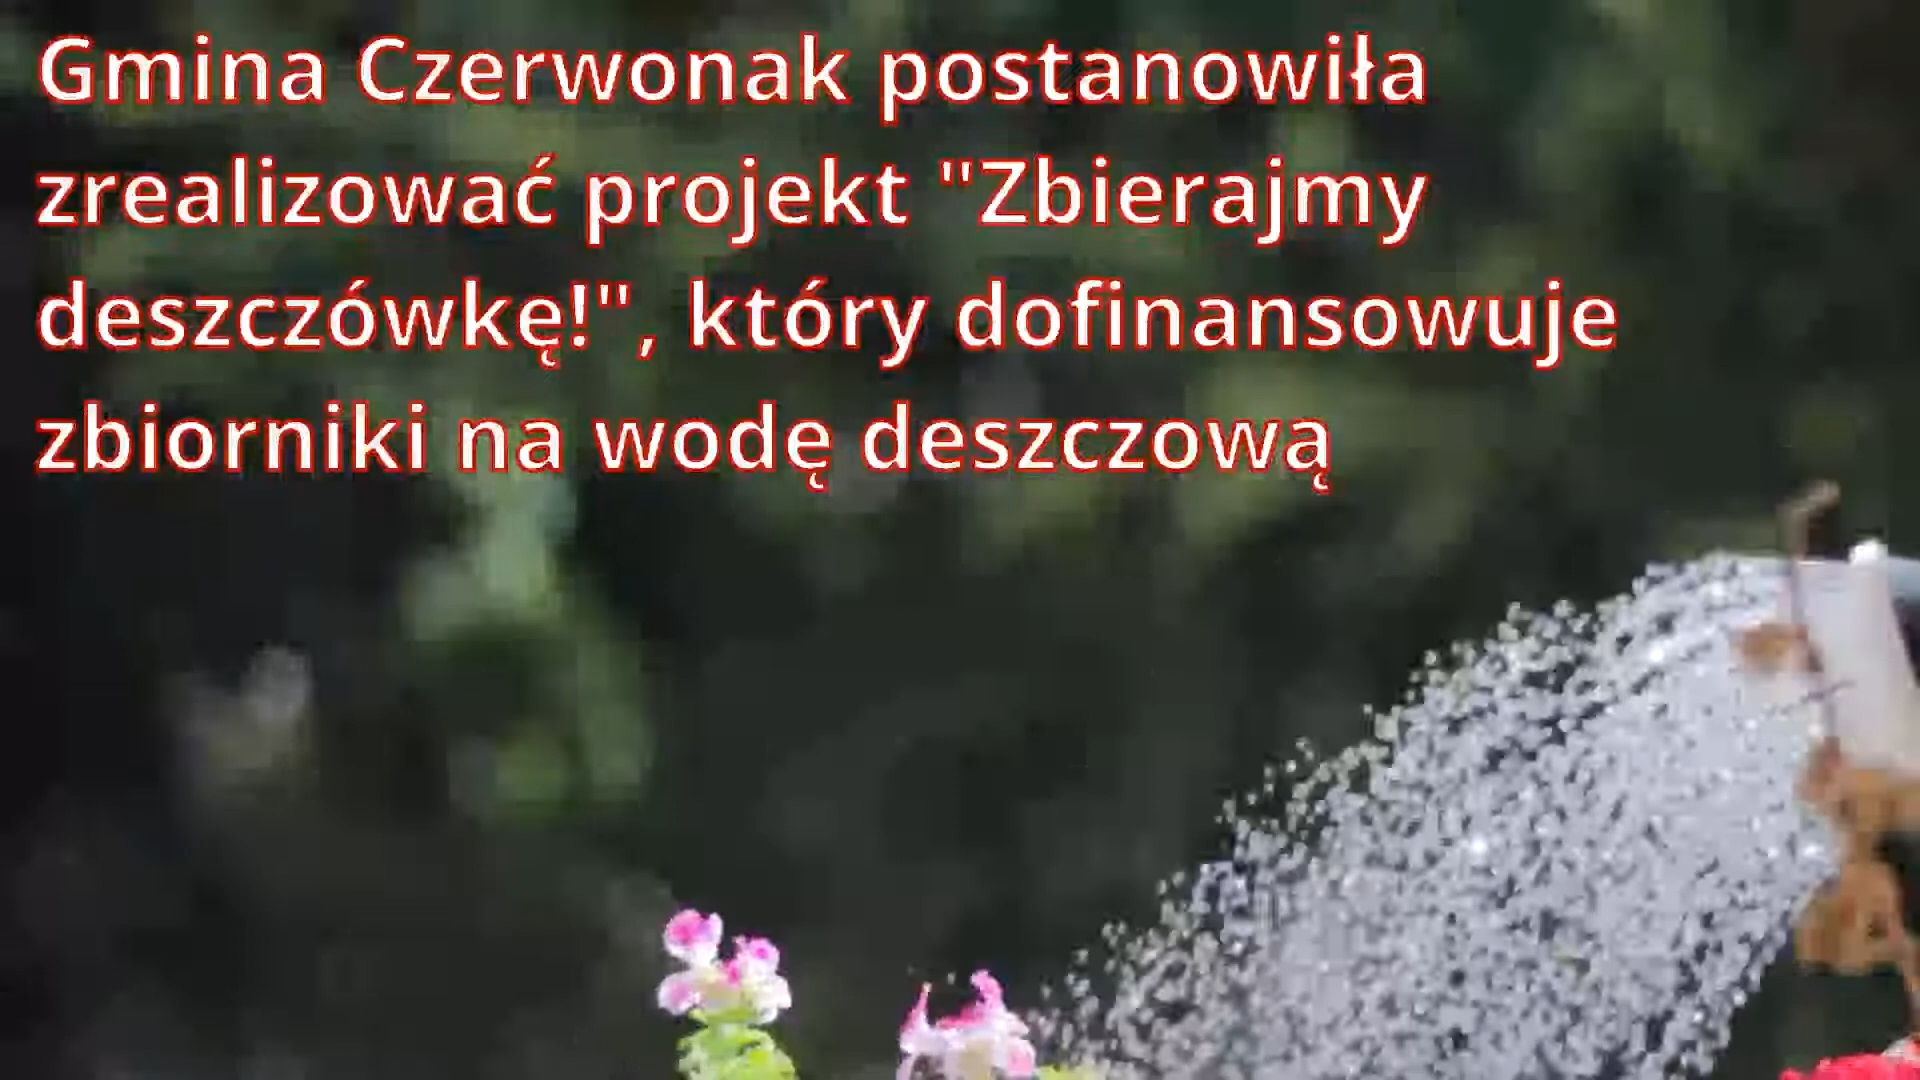 Gmina Czerwonak postanowiła
zrealizować projekt "Zbierajmy
deszczówkę!", który dofinansowuje
zbiorniki na wodę deszczową